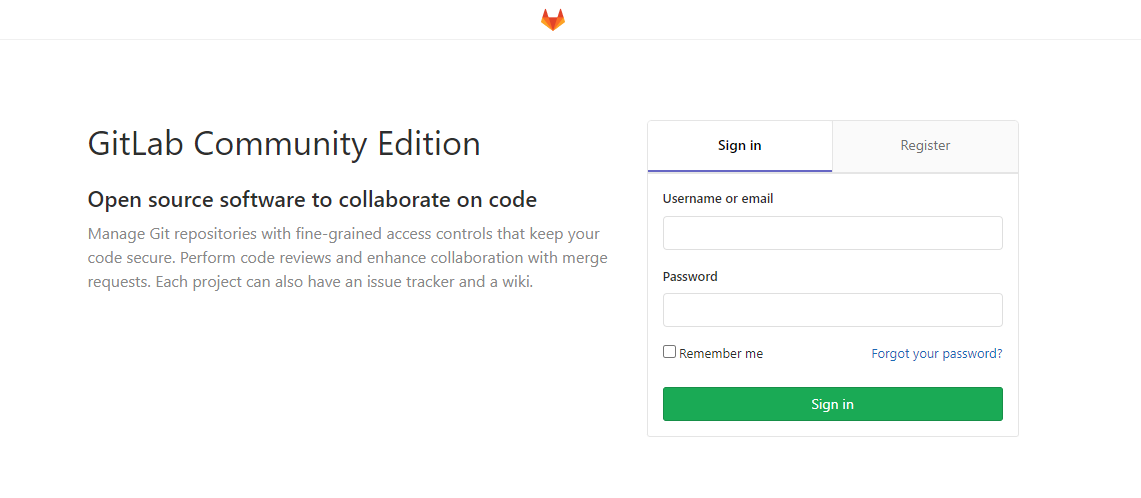 GitLab Community Edition
Open source software to collaborate on code
Manage Git repositories with fine-grained access controls that keep your
code secure. Perform code reviews and enhance collaboration with merge
requests. Each project can also have an issue tracker and a wiki.
Sign in
Register
Username or email
Password
Remember me
Forgot your password?
Sign in